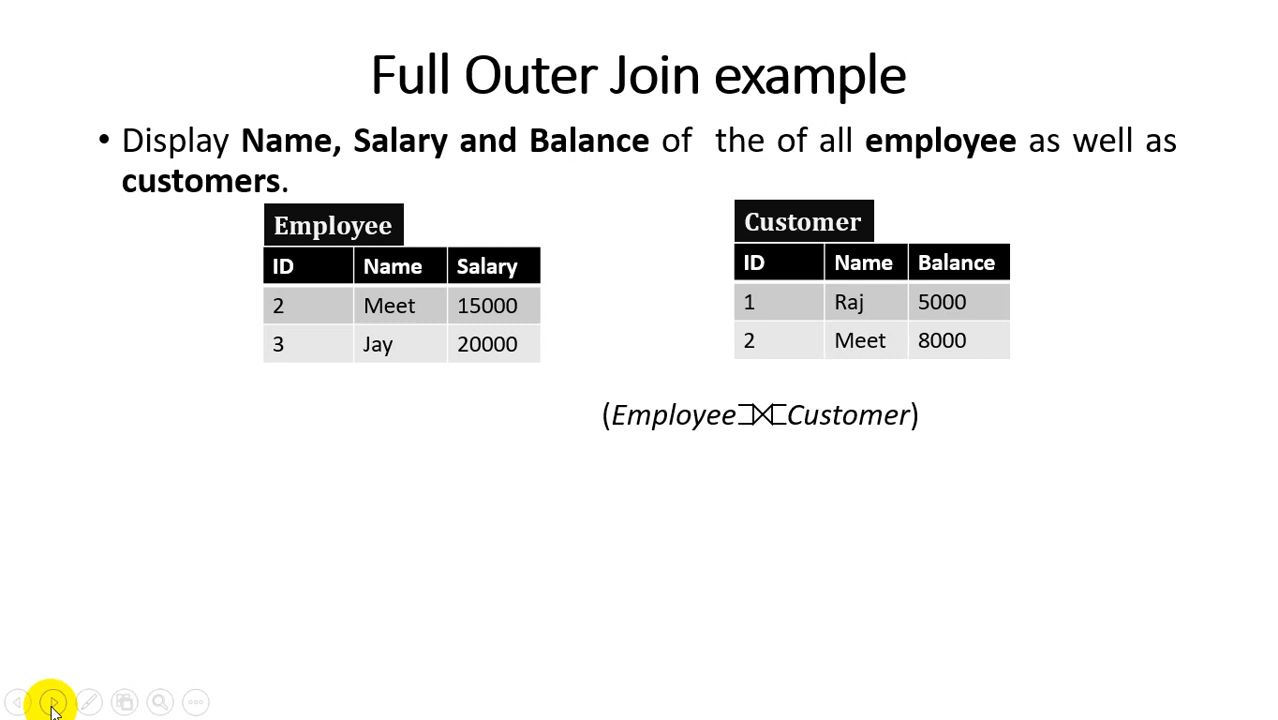 Full Outer Join example
• Display Name, Salary and Balance of the of all employee as well as
customers.
Employee
ID Name Salary
2 Meet 15000
3 Jay 20000
Customer
ID Name Balance
1 Raj 5000
2 Meet 8000
(Employee⟗Customer)